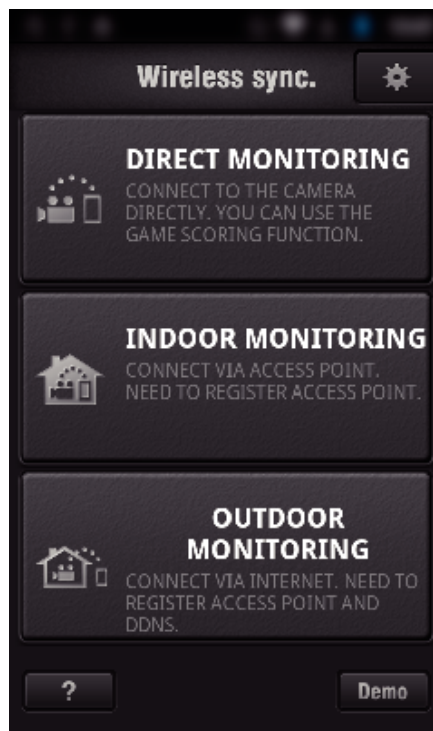 Wireless sync.
DIRECT MONITORING
CONNECT TO THE CAMERA
DIRECTLY. YOU CAN USE THE
GAME SCORING FUNCTION.
INDOOR MONITORING
CONNECT VIA ACCESS POINT.
NEED TO REGISTER ACCESS POINT.
OUTDOOR
MONITORING
CONNECT VIA INTERNET. NEED TO
REGISTER ACCESS POINT AND
DDNS.
?
Demo